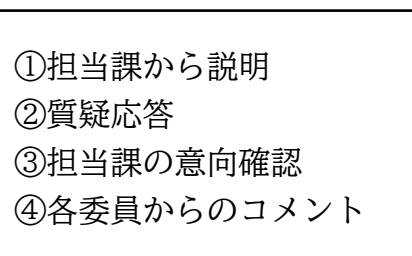 ①担当課から説明
②質疑応答
③担当課の意向確認
④各委員からのコメント